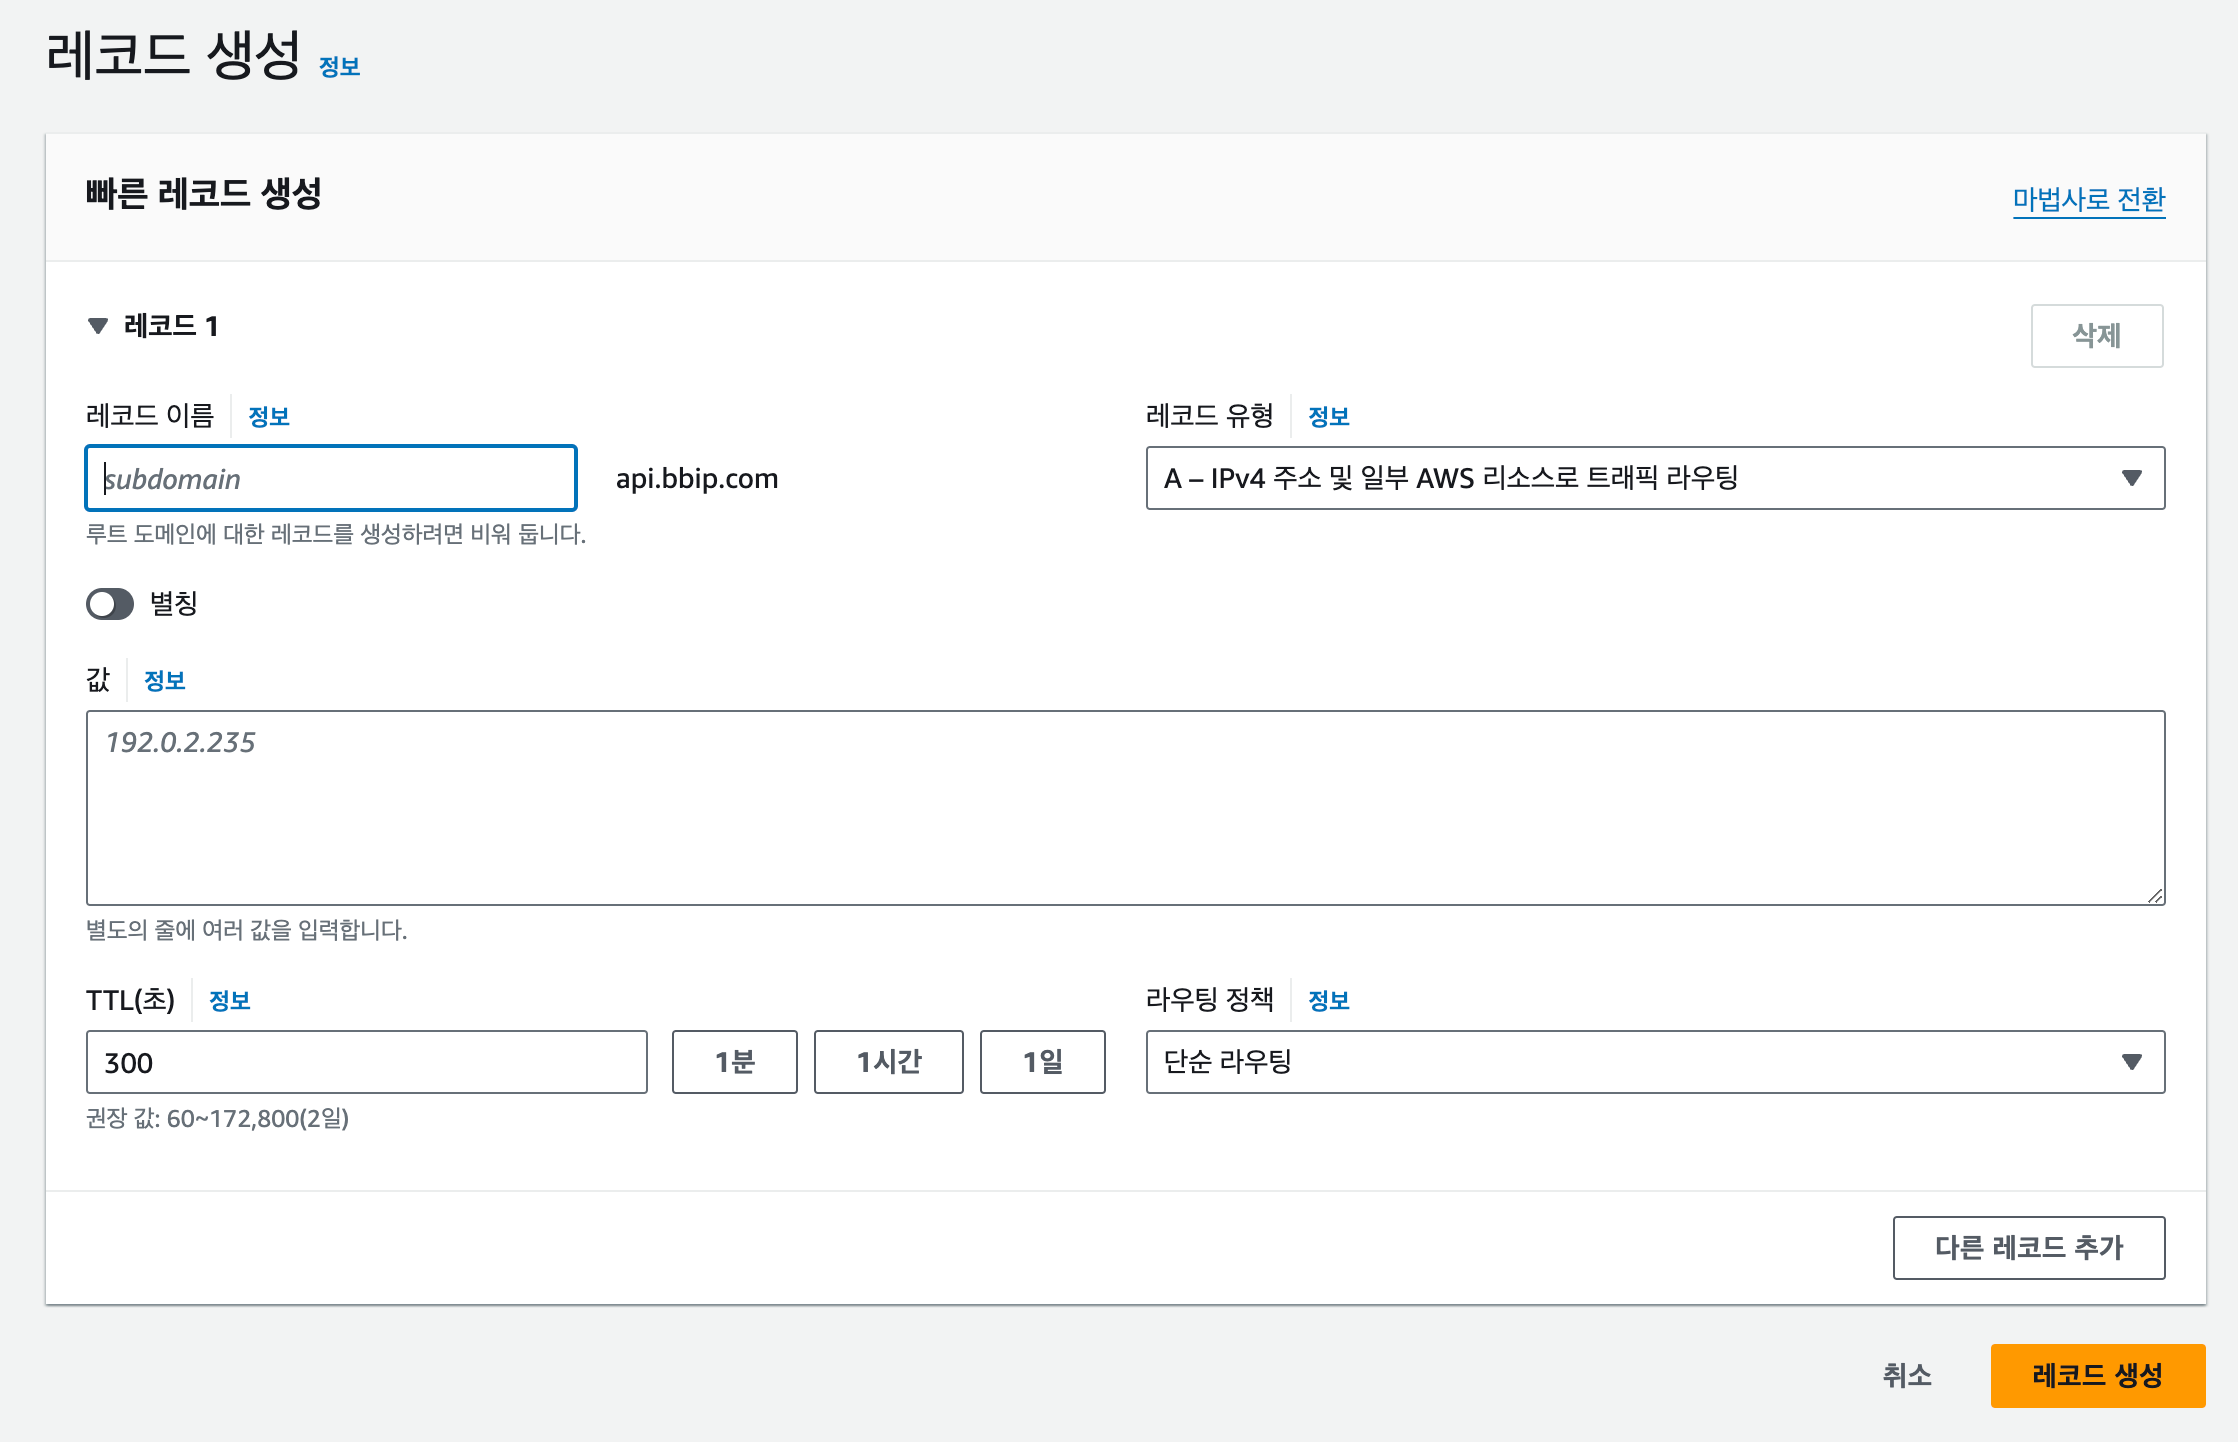 레코드 생성 정보
빠른 레코드 생성
마법사로 전환
레코드 1
삭제
레코드 이름 정보
subdomain
api.bbip.com
루트 도메인에 대한 레코드를 생성하려면 비워 둡니다.
레코드 유형 정보
A – IPv4 주소 및 일부 AWS 리소스로 트래픽 라우팅
별칭
값 정보
192.0.2.235
별도의 줄에 여러 값을 입력합니다.
TTL(초) 정보
300
1분
1시간
1일
권장 값: 60~172,800(2일)
라우팅 정책 정보
단순 라우팅
다른 레코드 추가
취소
레코드 생성